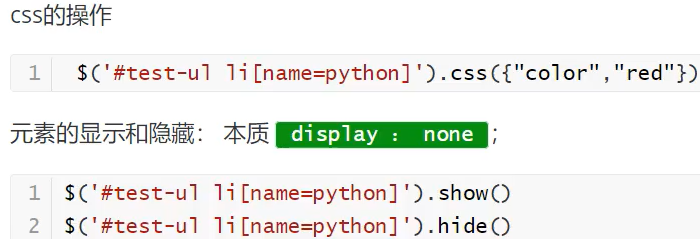 css的操作
1 $('#test-ul li[name=python]').css({"color","red"})
元素的显示和隐藏： 本质 display ： none ；
1 $('#test-ul li[name=python]').show()
2 $('#test-ul li[name=python]').hide()